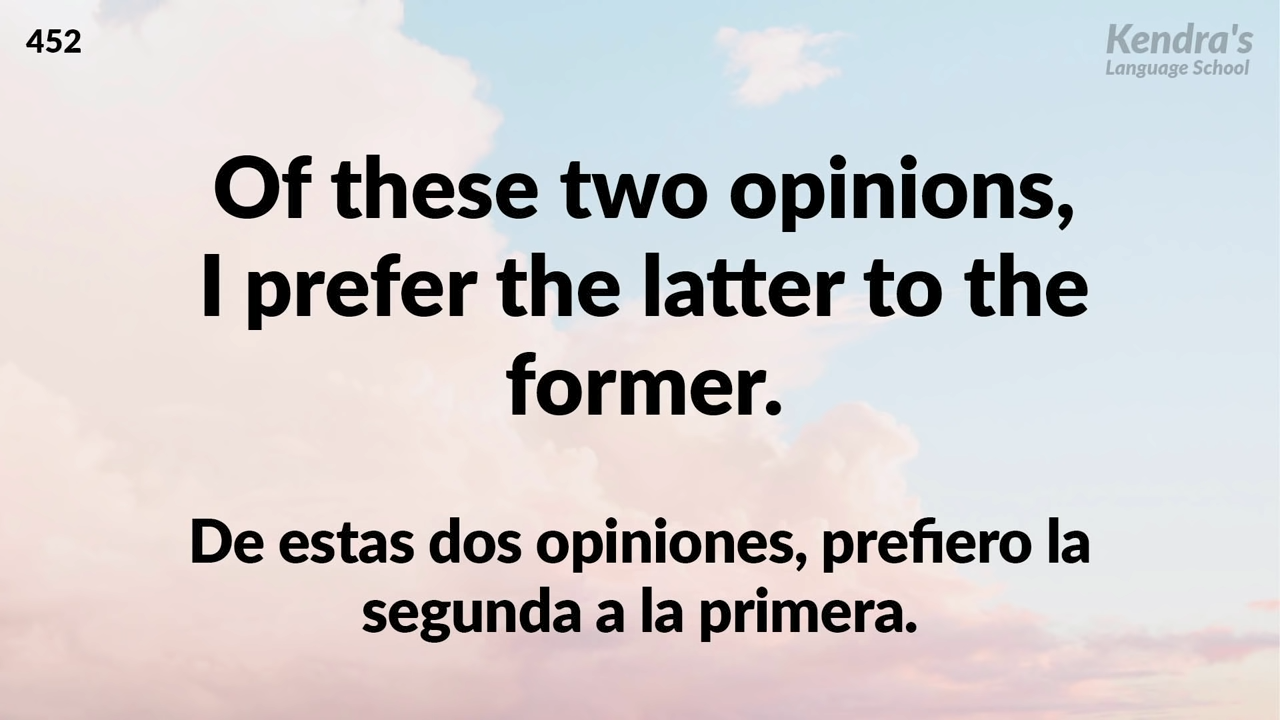 452
Kendra's
Language School
Of these two opinions,
I prefer the latter to the
former.
De estas dos opiniones, prefiero la
segunda a la primera.